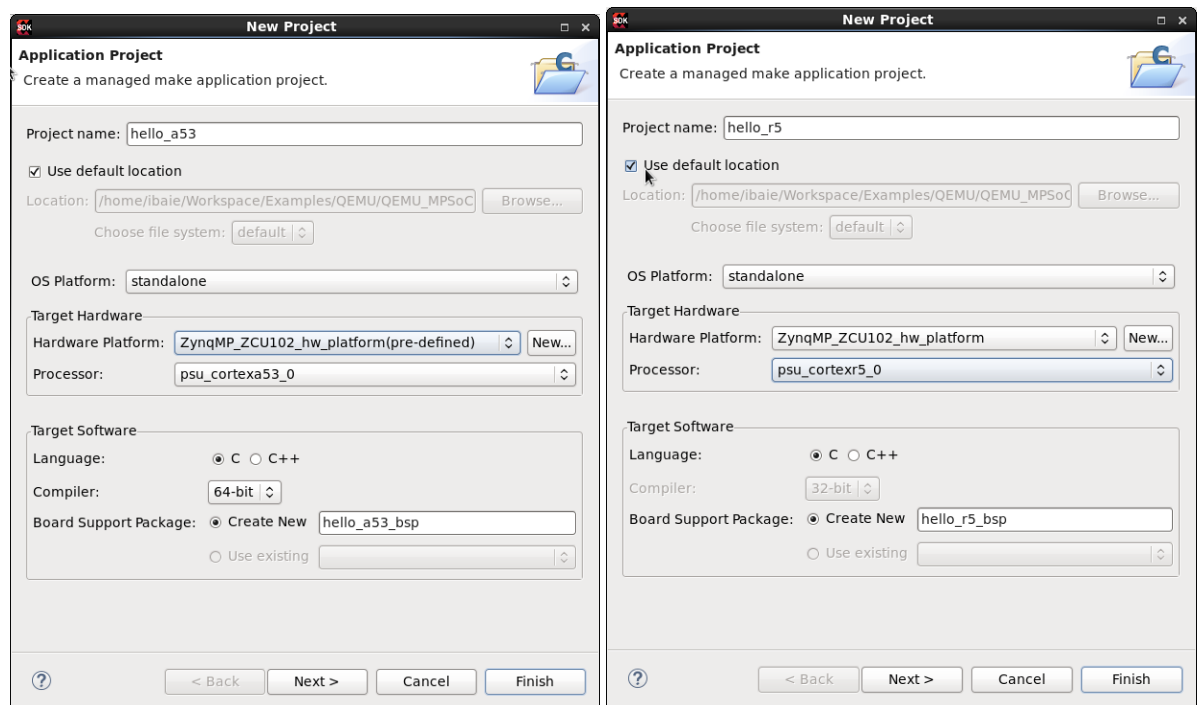 SDK New Project
Application Project
Create a managed make application project.
Project name: hello_a53
Use default location
Location: /home/ibaie/Workspace/Examples/QEMU/QEMU_MPSoC Browse...
Choose file system: default
OS Platform: standalone
Target Hardware
Hardware Platform: ZynqMP_ZCU102_hw_platform(pre-defined) New...
Processor: psu_cortexa53_0
Target Software
Language: C C++
Compiler: 64-bit
Board Support Package: Create New hello_a53_bsp
Use existing
? < Back Next > Cancel Finish
SDK New Project
Application Project
Create a managed make application project.
Project name: hello_r5
Use default location
Location: /home/ibaie/Workspace/Examples/QEMU/QEMU_MPSoC Browse...
Choose file system: default
OS Platform: standalone
Target Hardware
Hardware Platform: ZynqMP_ZCU102_hw_platform New...
Processor: psu_cortexr5_0
Target Software
Language: C C++
Compiler: 32-bit
Board Support Package: Create New hello_r5_bsp
Use existing
? < Back Next > Cancel Finish